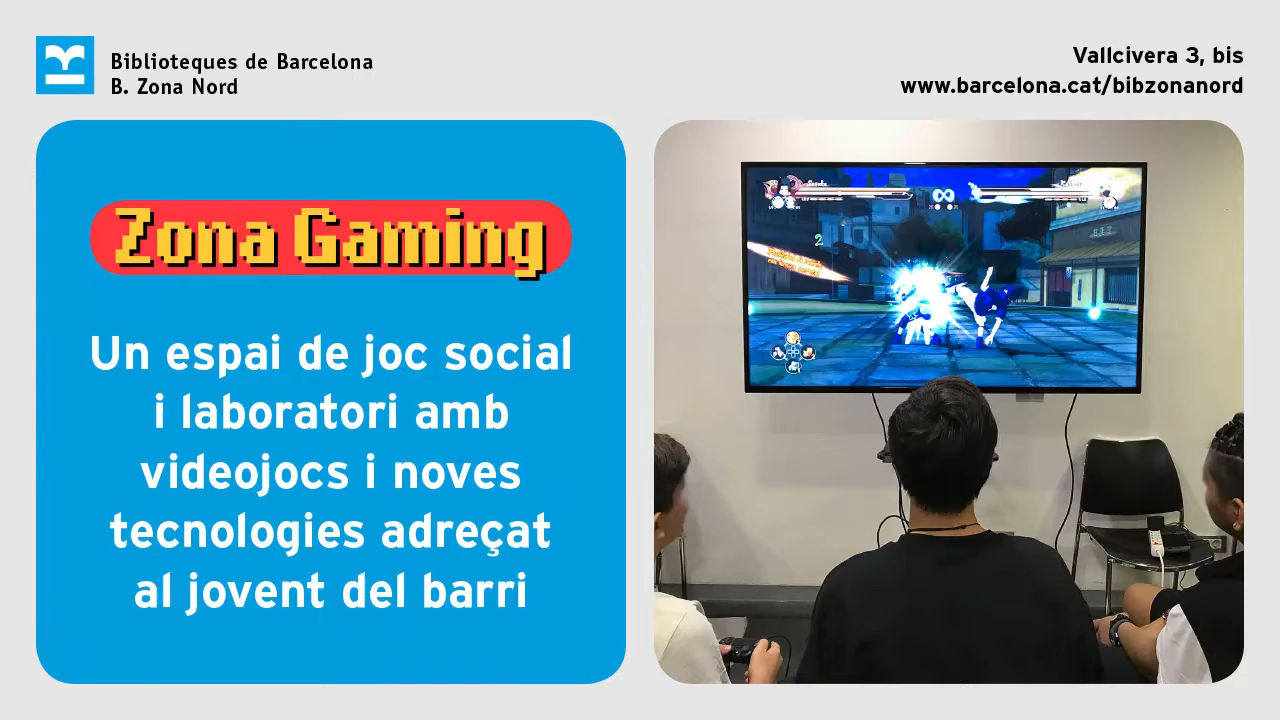 Biblioteques de Barcelona
B. Zona Nord
Vallcivera 3, bis
www.barcelona.cat/bibzonanord
Zona Gaming
Un espai de joc social
i laboratori amb
videojocs i noves
tecnologies adreçat
al jovent del barri
2